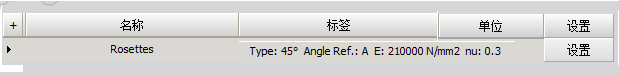 + 名称 标签 单位 设置
Rosettes Type: 45° Angle Ref.: A E: 210000 N/mm2 nu: 0.3 设置